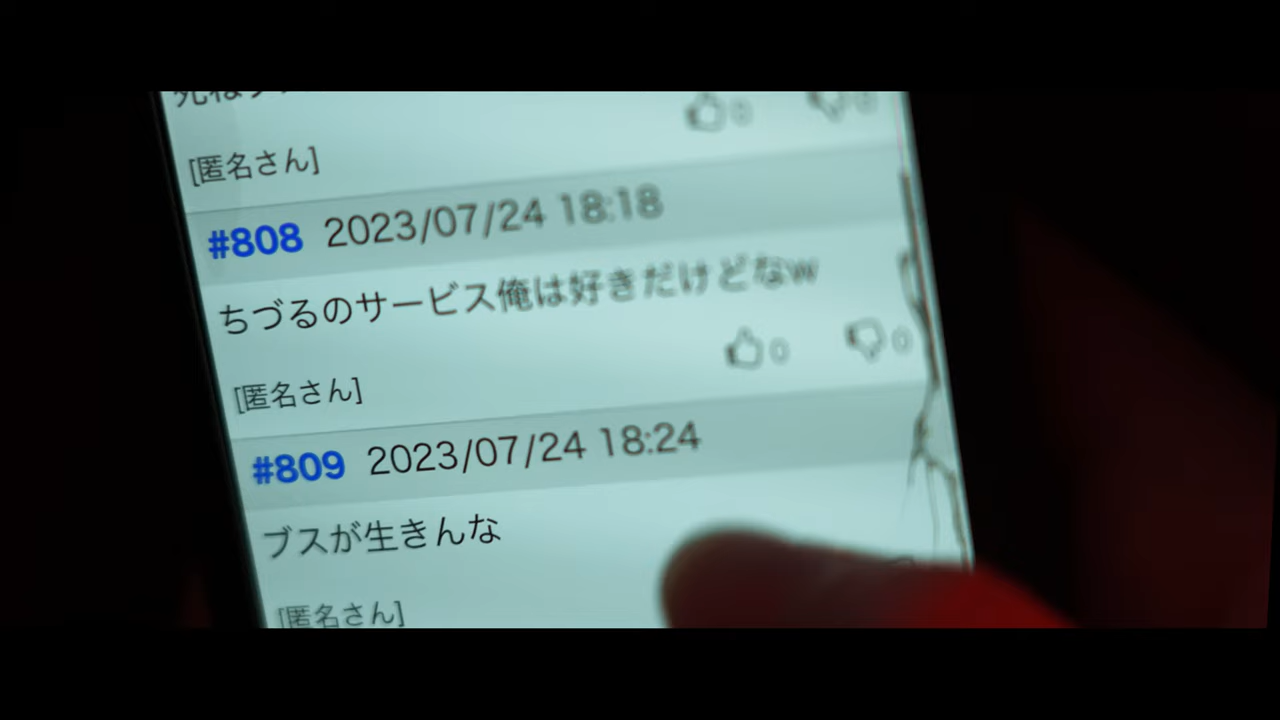 [匿名さん]
#808 2023/07/24 18:18
ちづるのサービス俺は好きだけどなw
0 0
[匿名さん]
#809 2023/07/24 18:24
ブスが生きんな
[匿名さん]